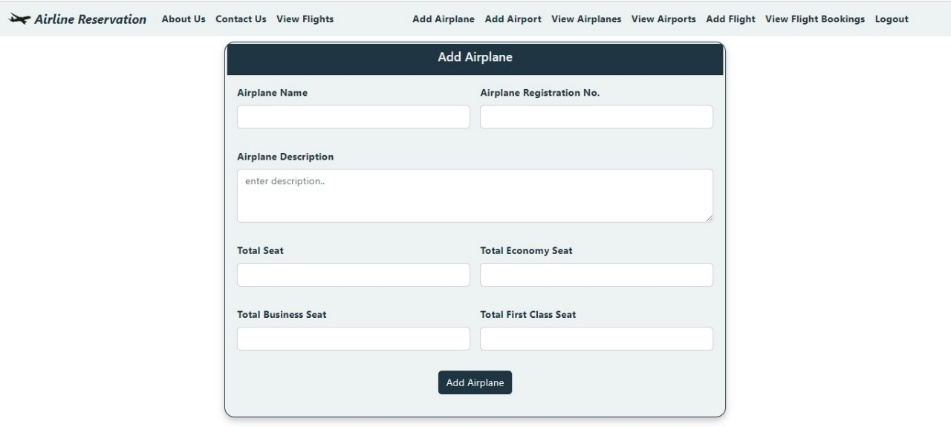 Airline Reservation About Us Contact Us View Flights Add Airplane Add Airport View Airplanes View Airports Add Flight View Flight Bookings Logout
Add Airplane
Airplane Name Airplane Registration No.
Airplane Description
enter description..
Total Seat Total Economy Seat
Total Business Seat Total First Class Seat
Add Airplane